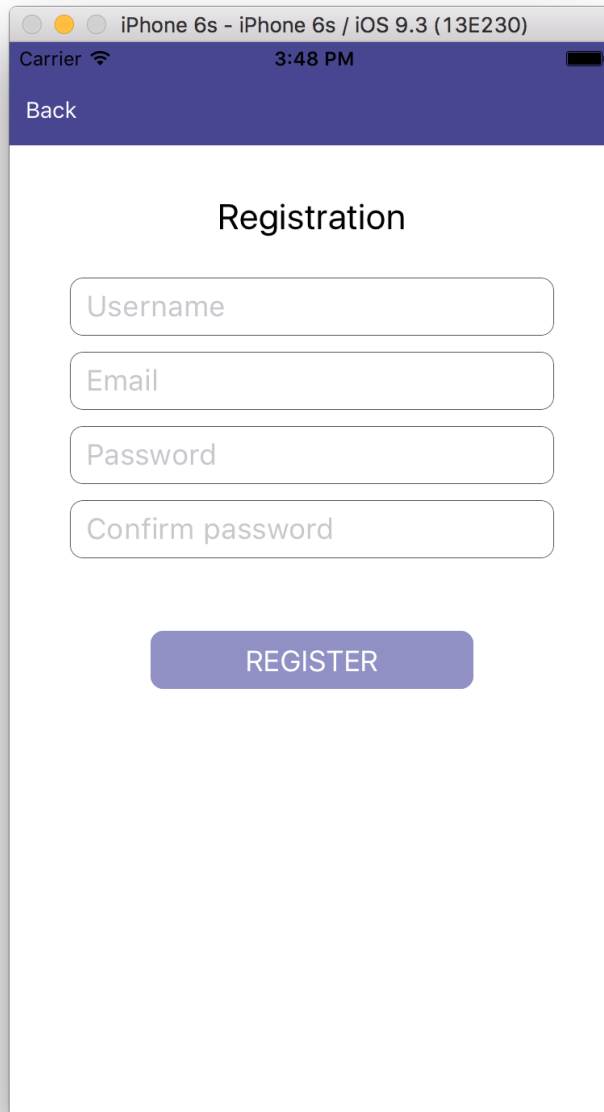 iPhone 6s - iPhone 6s / iOS 9.3 (13E230)
Carrier 3:48 PM
Back
Registration
Username
Email
Password
Confirm password
REGISTER